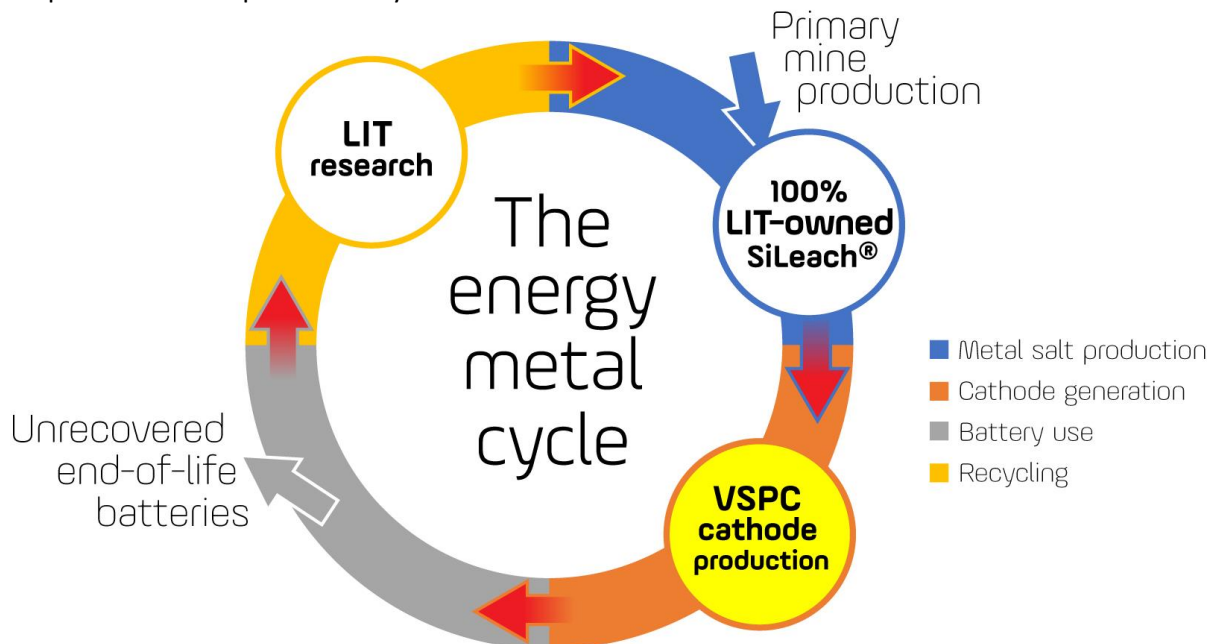 Primary
mine
production
LIT
research
100%
LIT-owned
SiLeach®
The
energy
metal
cycle
Metal salt production
Cathode generation
Battery use
Recycling
Unrecovered
end-of-life
batteries
VSPC
cathode
production